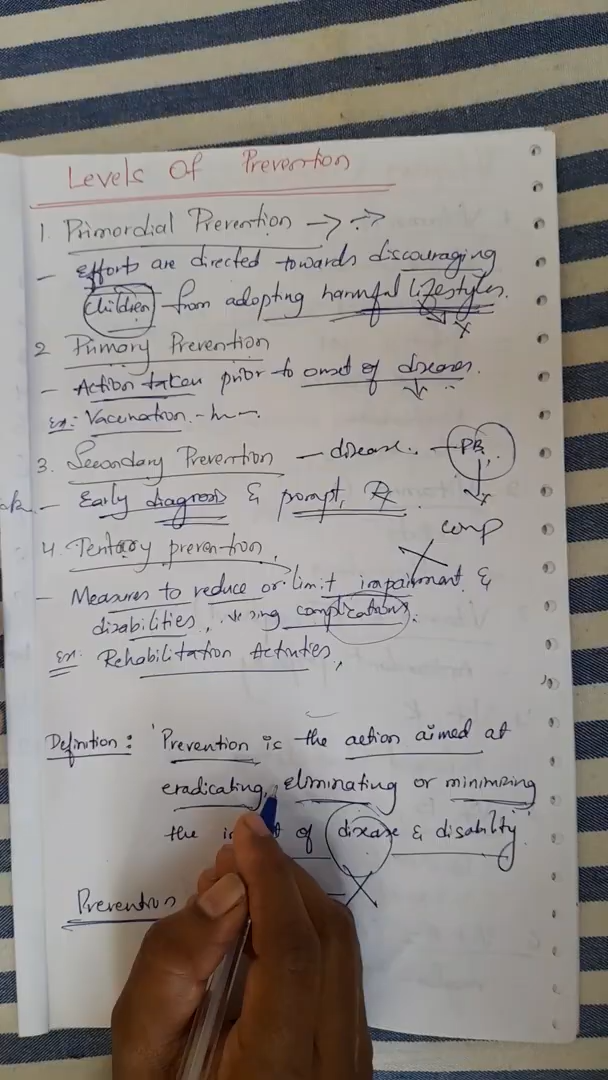 Levels Of Prevention
1. Primordial Prevention →
- Efforts are directed towards discouraging
children from adopting harmful lifestyles.
2 Primary Prevention
- Action taken prior to onset of disease.
Ex: Vaccination.
3. Secondary Prevention - disease.
- Early diagnosis & prompt Rx
comp
4. Tertiary prevention.
- Measures to reduce or limit impairment &
disabilities, complications.
Ex: Rehabilitation Activities,
Definition: 'Prevention is the action aimed at
eradicating, eliminating or minimizing
the of disease & disability'
Prevention